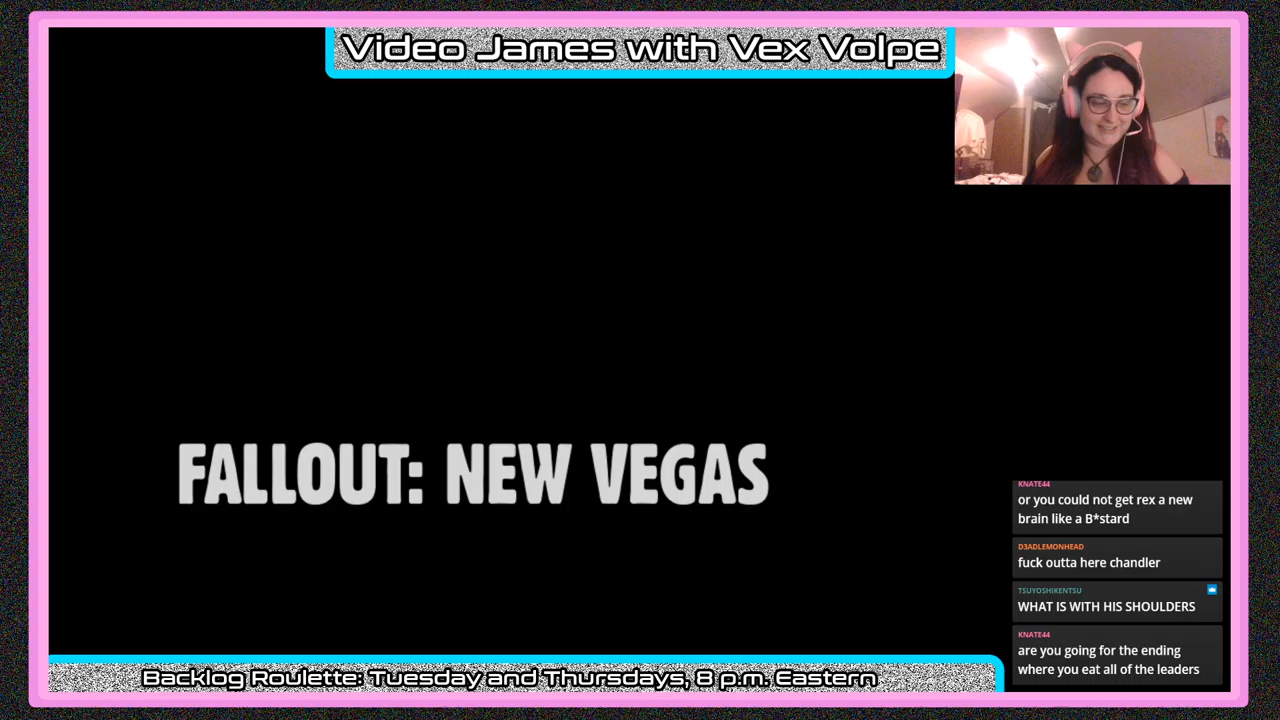 Video James with Vex Volpe
FALLOUT: NEW VEGAS
KNATE44
or you could not get rex a new
brain like a B*stard
D3ADLEMONHEAD
fuck outta here chandler
TSUYOSHIKENTSU
WHAT IS WITH HIS SHOULDERS
KNATE44
are you going for the ending
where you eat all of the leaders
Backlog Roulette: Tuesday and Thursdays, 8 p.m. Eastern